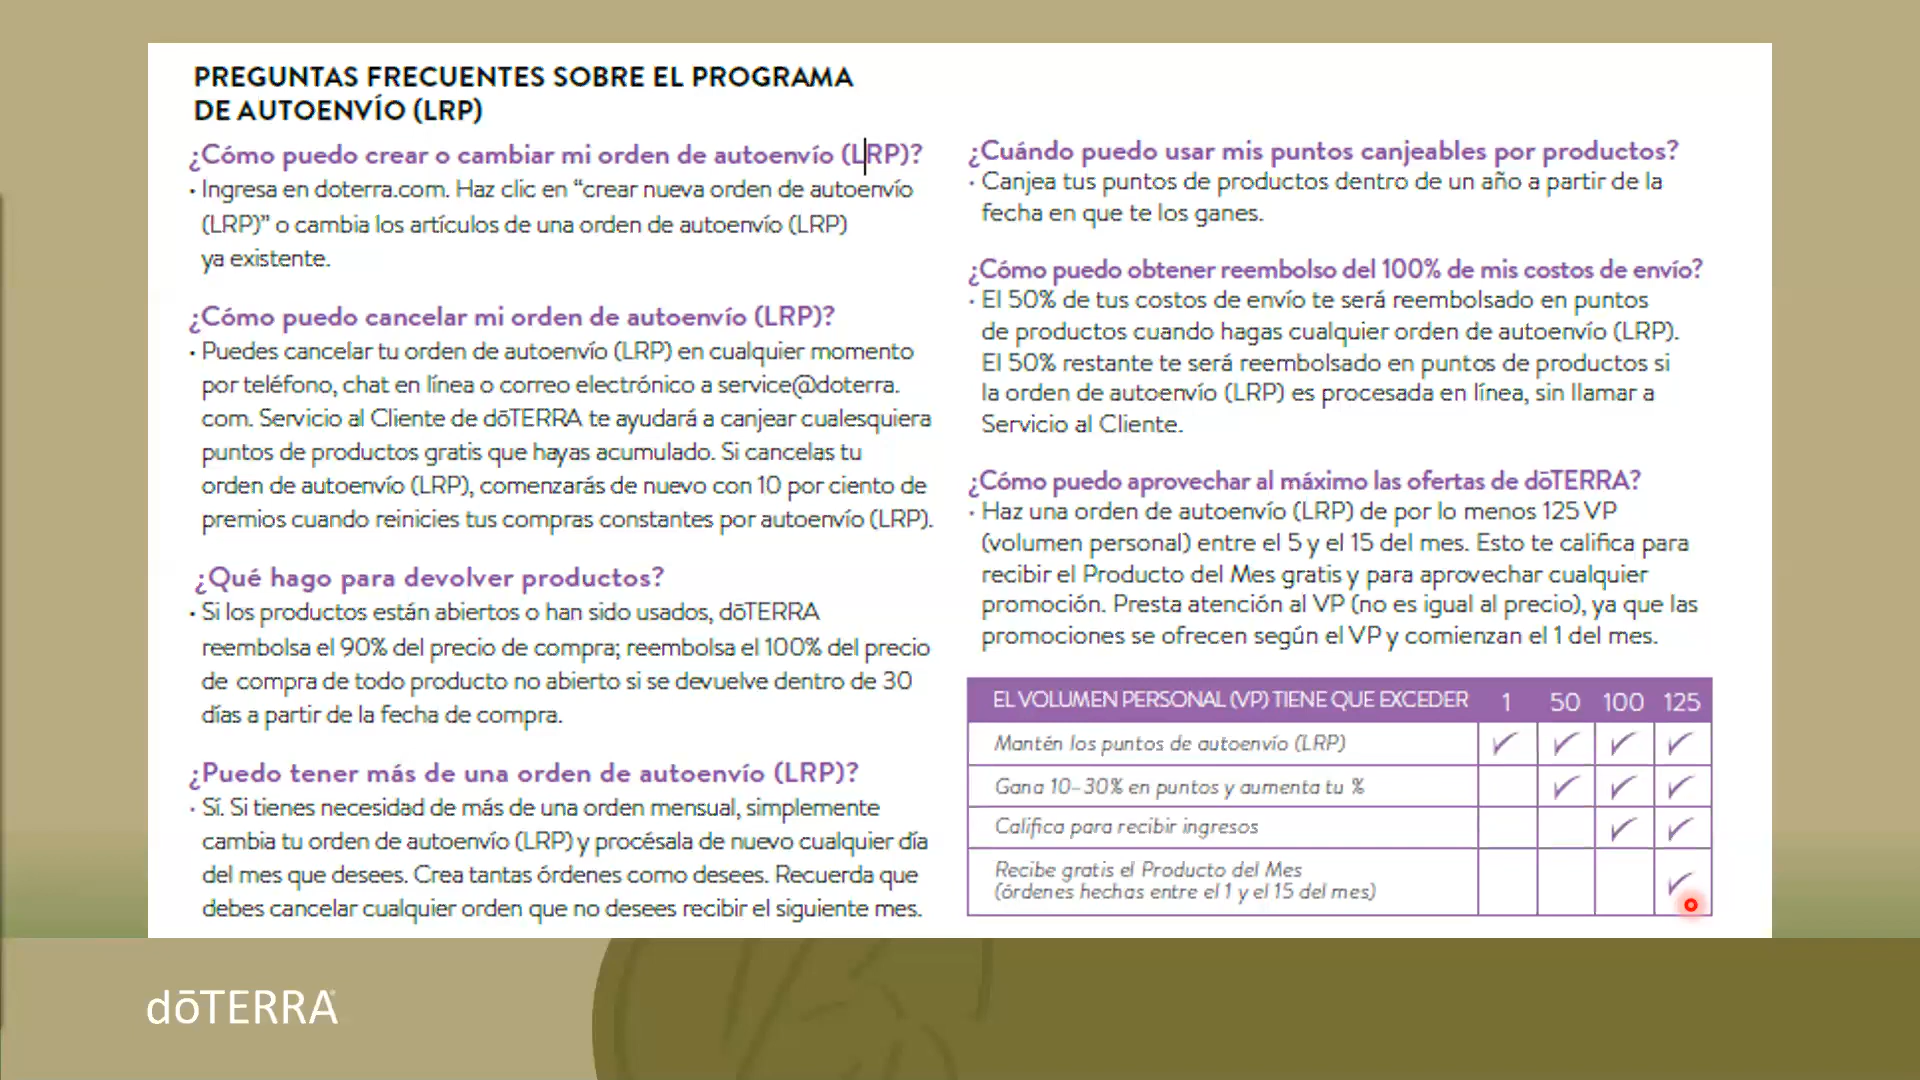 PREGUNTAS FRECUENTES SOBRE EL PROGRAMA
DE AUTOENVÍO (LRP)
¿Cómo puedo crear o cambiar mi orden de autoenvío (LRP)?
• Ingresa en doterra.com. Haz clic en “crear nueva orden de autoenvío
(LRP)” o cambia los artículos de una orden de autoenvío (LRP)
ya existente.
¿Cómo puedo cancelar mi orden de autoenvío (LRP)?
• Puedes cancelar tu orden de autoenvío (LRP) en cualquier momento
por teléfono, chat en línea o correo electrónico a service@doterra.
com. Servicio al Cliente de dōTERRA te ayudará a canjear cualesquiera
puntos de productos gratis que hayas acumulado. Si cancelas tu
orden de autoenvío (LRP), comenzarás de nuevo con 10 por ciento de
premios cuando reinicies tus compras constantes por autoenvío (LRP).
¿Qué hago para devolver productos?
• Si los productos están abiertos o han sido usados, dōTERRA
reembolsa el 90% del precio de compra; reembolsa el 100% del precio
de compra de todo producto no abierto si se devuelve dentro de 30
días a partir de la fecha de compra.
¿Puedo tener más de una orden de autoenvío (LRP)?
• Sí. Si tienes necesidad de más de una orden mensual, simplemente
cambia tu orden de autoenvío (LRP) y procésala de nuevo cualquier día
del mes que desees. Crea tantas órdenes como desees. Recuerda que
debes cancelar cualquier orden que no desees recibir el siguiente mes.
¿Cuándo puedo usar mis puntos canjeables por productos?
• Canjea tus puntos de productos dentro de un año a partir de la
fecha en que te los ganes.
¿Cómo puedo obtener reembolso del 100% de mis costos de envío?
• El 50% de tus costos de envío te será reembolsado en puntos
de productos cuando hagas cualquier orden de autoenvío (LRP).
El 50% restante te será reembolsado en puntos de productos si
la orden de autoenvío (LRP) es procesada en línea, sin llamar a
Servicio al Cliente.
¿Cómo puedo aprovechar al máximo las ofertas de dōTERRA?
• Haz una orden de autoenvío (LRP) de por lo menos 125 VP
(volumen personal) entre el 5 y el 15 del mes. Esto te califica para
recibir el Producto del Mes gratis y para aprovechar cualquier
promoción. Presta atención al VP (no es igual al precio), ya que las
promociones se ofrecen según el VP y comienzan el 1 del mes.
EL VOLUMEN PERSONAL (VP) TIENE QUE EXCEDER 1 50 100 125
Mantén los puntos de autoenvío (LRP) ✓ ✓ ✓ ✓
Gana 10–30% en puntos y aumenta tu % ✓ ✓ ✓
Califica para recibir ingresos ✓ ✓
Recibe gratis el Producto del Mes
(órdenes hechas entre el 1 y el 15 del mes) ✓
dōTERRA